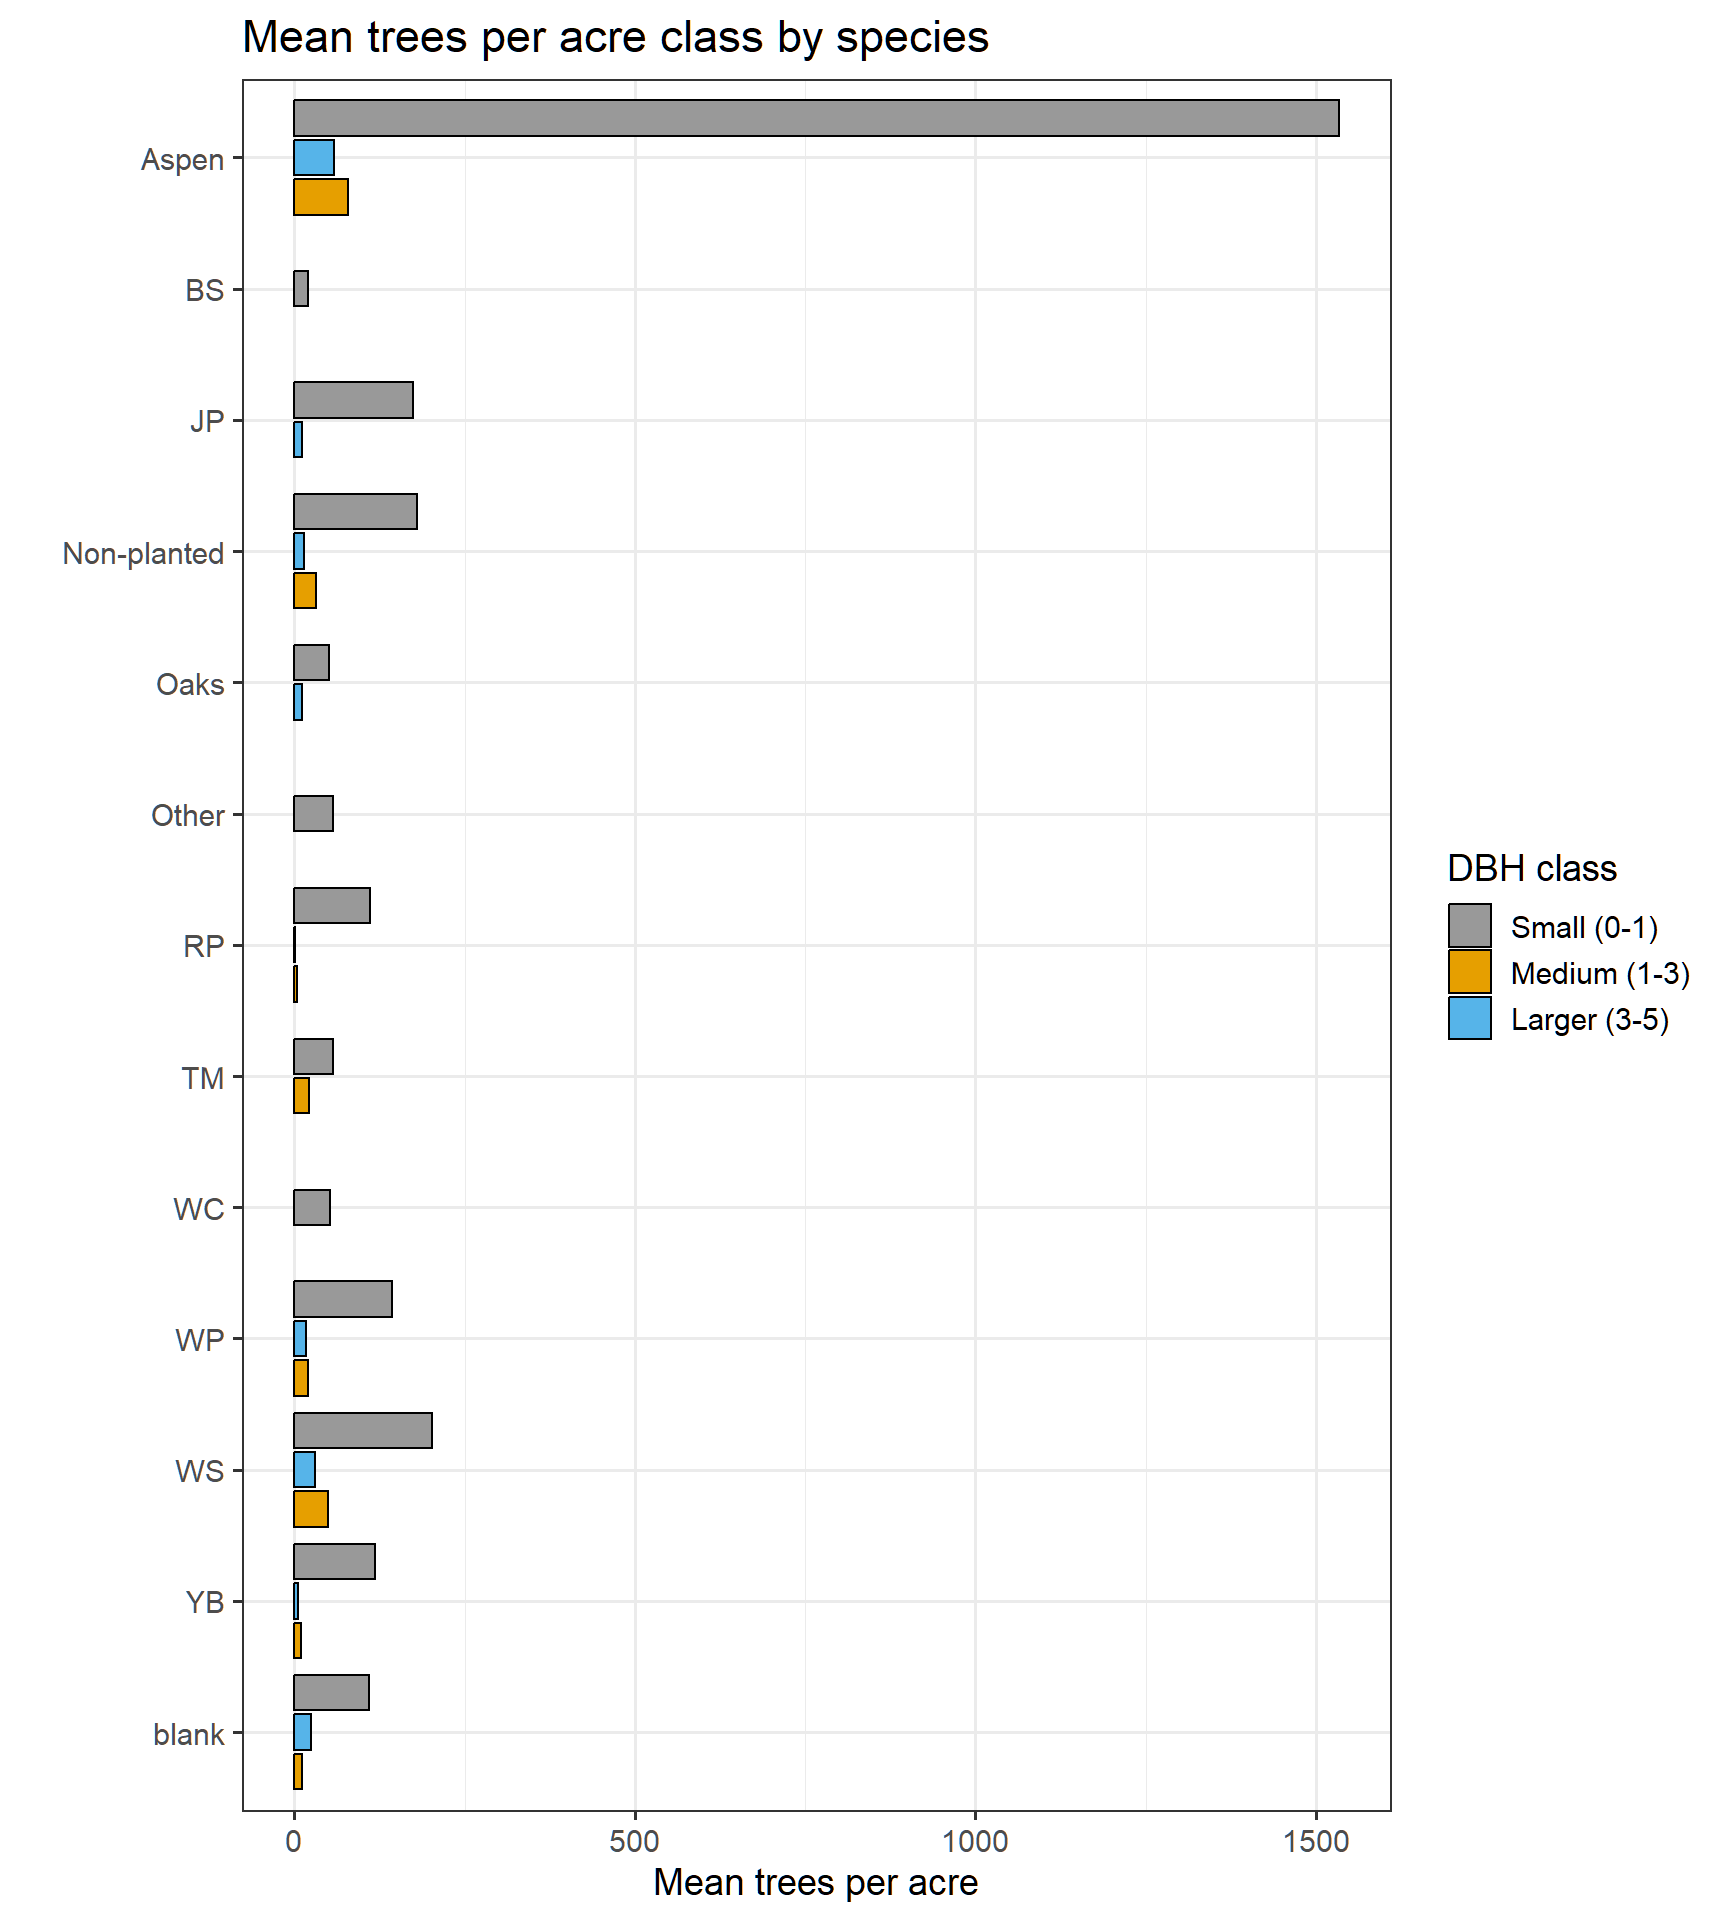 Mean trees per acre class by species
Aspen
BS
JP
Non-planted
Oaks
Other
RP
TM
WC
WP
WS
YB
blank
0 500 1000 1500
Mean trees per acre
DBH class
Small (0-1)
Medium (1-3)
Larger (3-5)